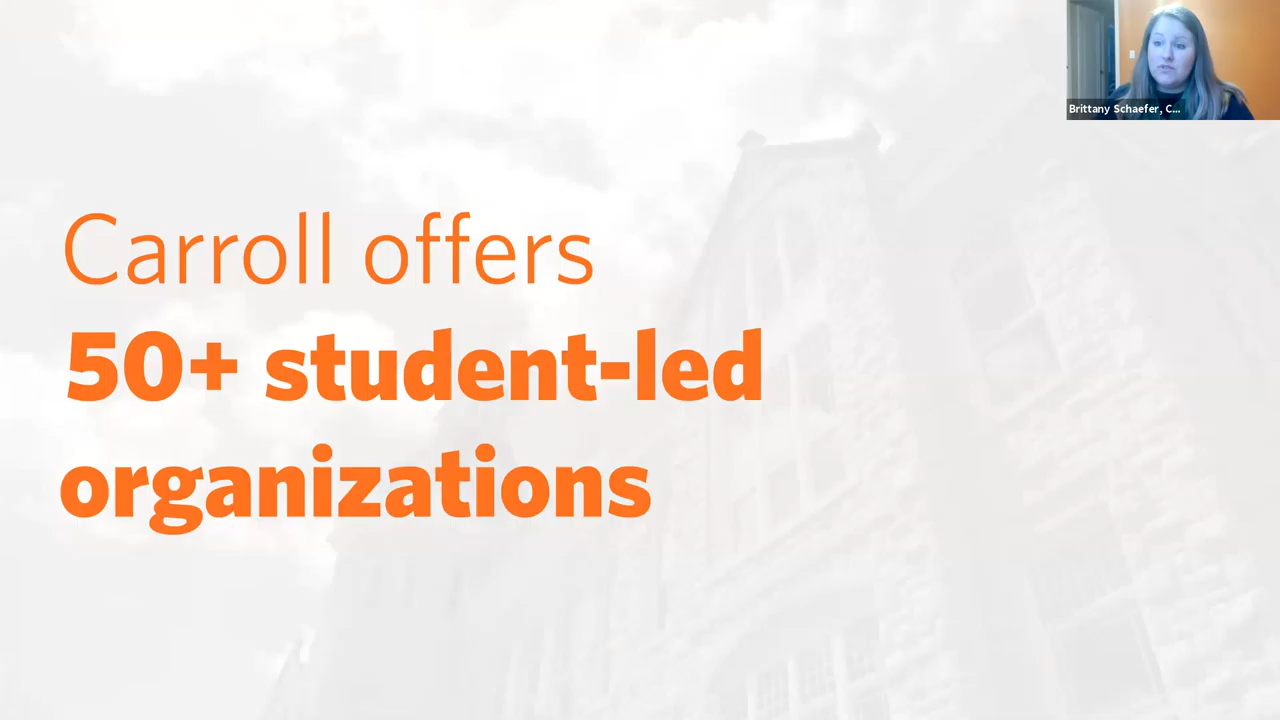 Brittany Schaefer, C...
Carroll offers
50+ student-led
organizations